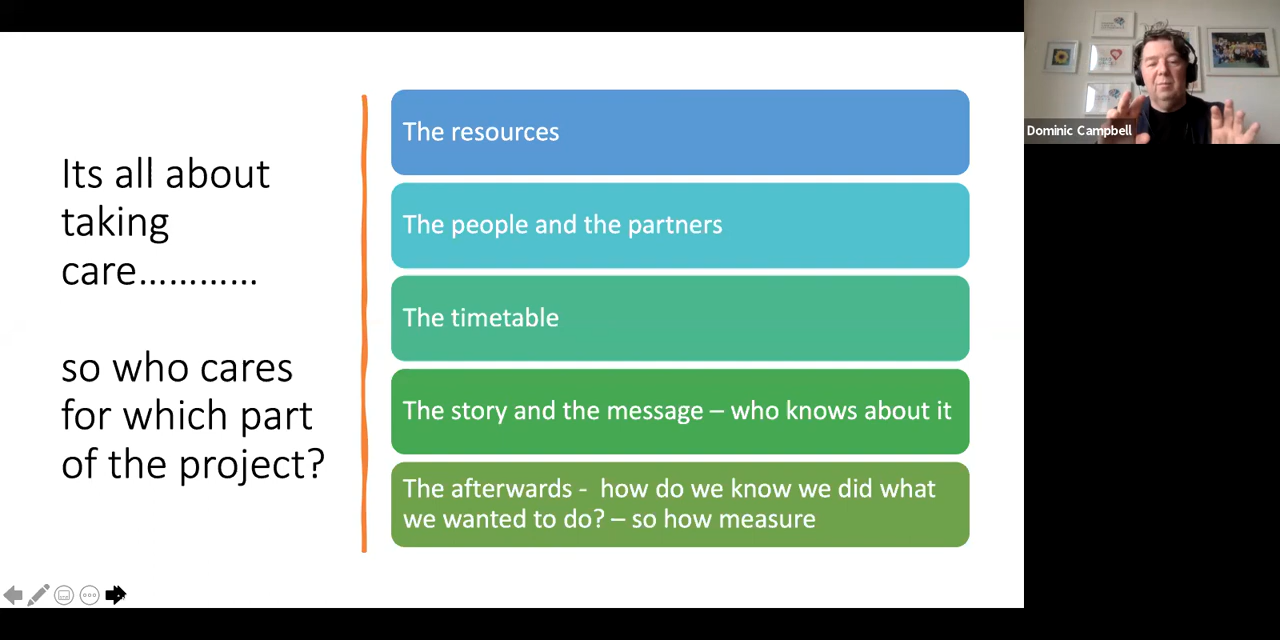 Its all about
taking
care…………
so who cares
for which part
of the project?
The resources
The people and the partners
The timetable
The story and the message – who knows about it
The afterwards -  how do we know we did what
we wanted to do? – so how measure
Dominic Campbell